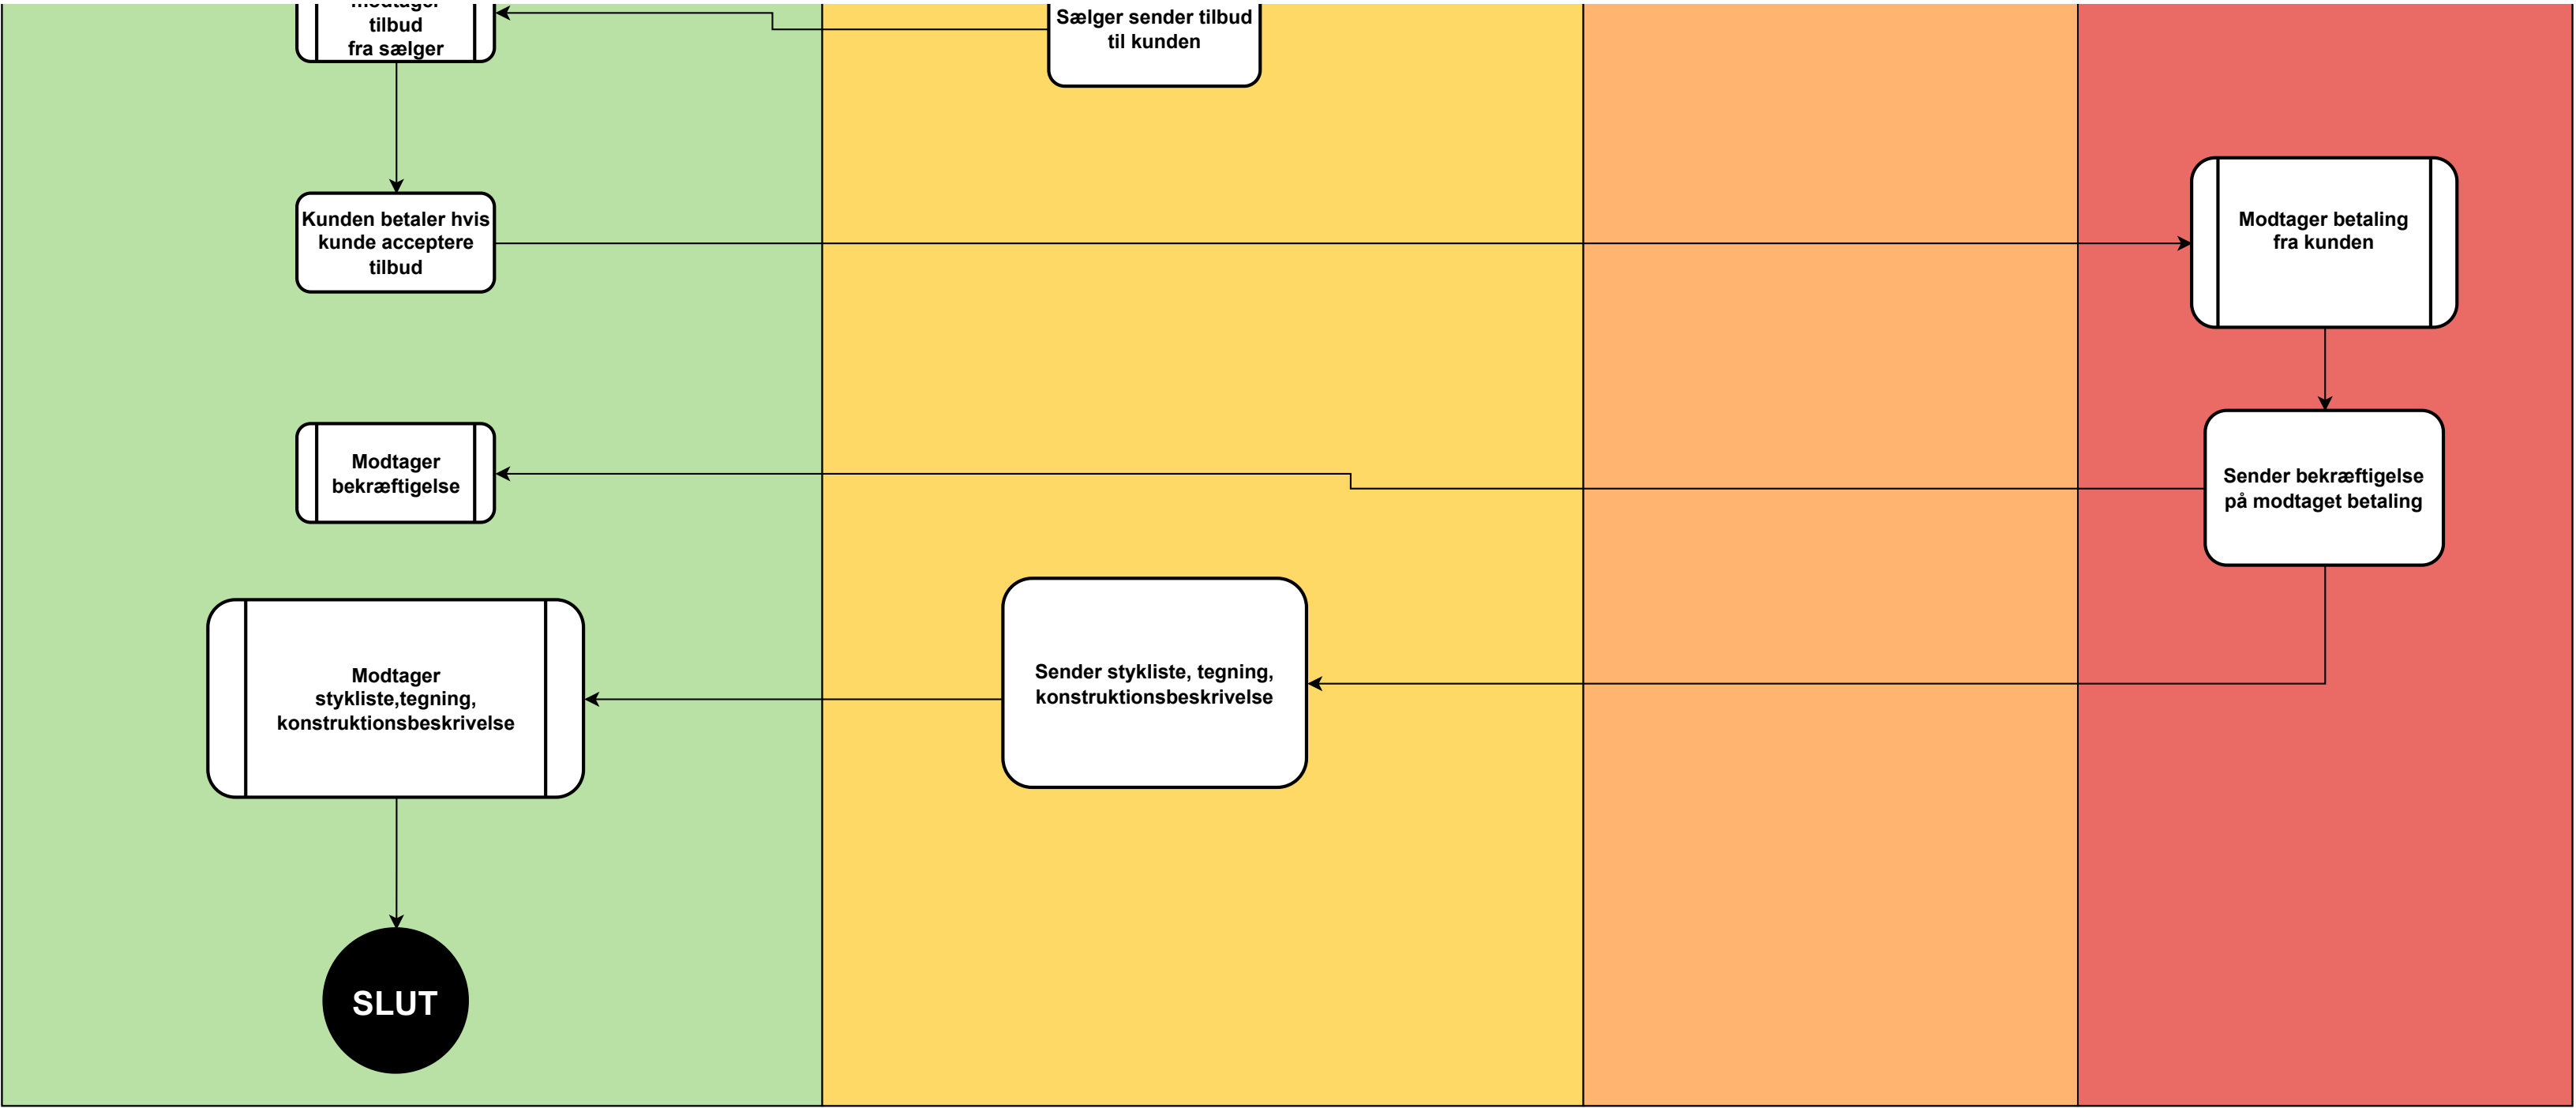 tilbud
fra sælger
Sælger sender tilbud
til kunden
Kunden betaler hvis
kunde acceptere
tilbud
Modtager betaling
fra kunden
Modtager
bekræftigelse
Sender bekræftigelse
på modtaget betaling
Modtager
stykliste,tegning,
konstruktionsbeskrivelse
Sender stykliste, tegning,
konstruktionsbeskrivelse
SLUT